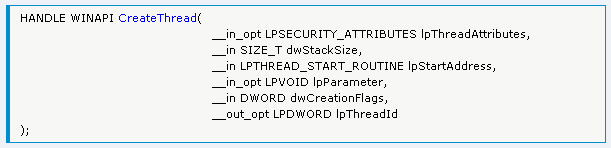 HANDLE WINAPI CreateThread(
__in_opt LPSECURITY_ATTRIBUTES lpThreadAttributes,
__in SIZE_T dwStackSize,
__in LPTHREAD_START_ROUTINE lpStartAddress,
__in_opt LPVOID lpParameter,
__in DWORD dwCreationFlags,
__out_opt LPDWORD lpThreadId
);